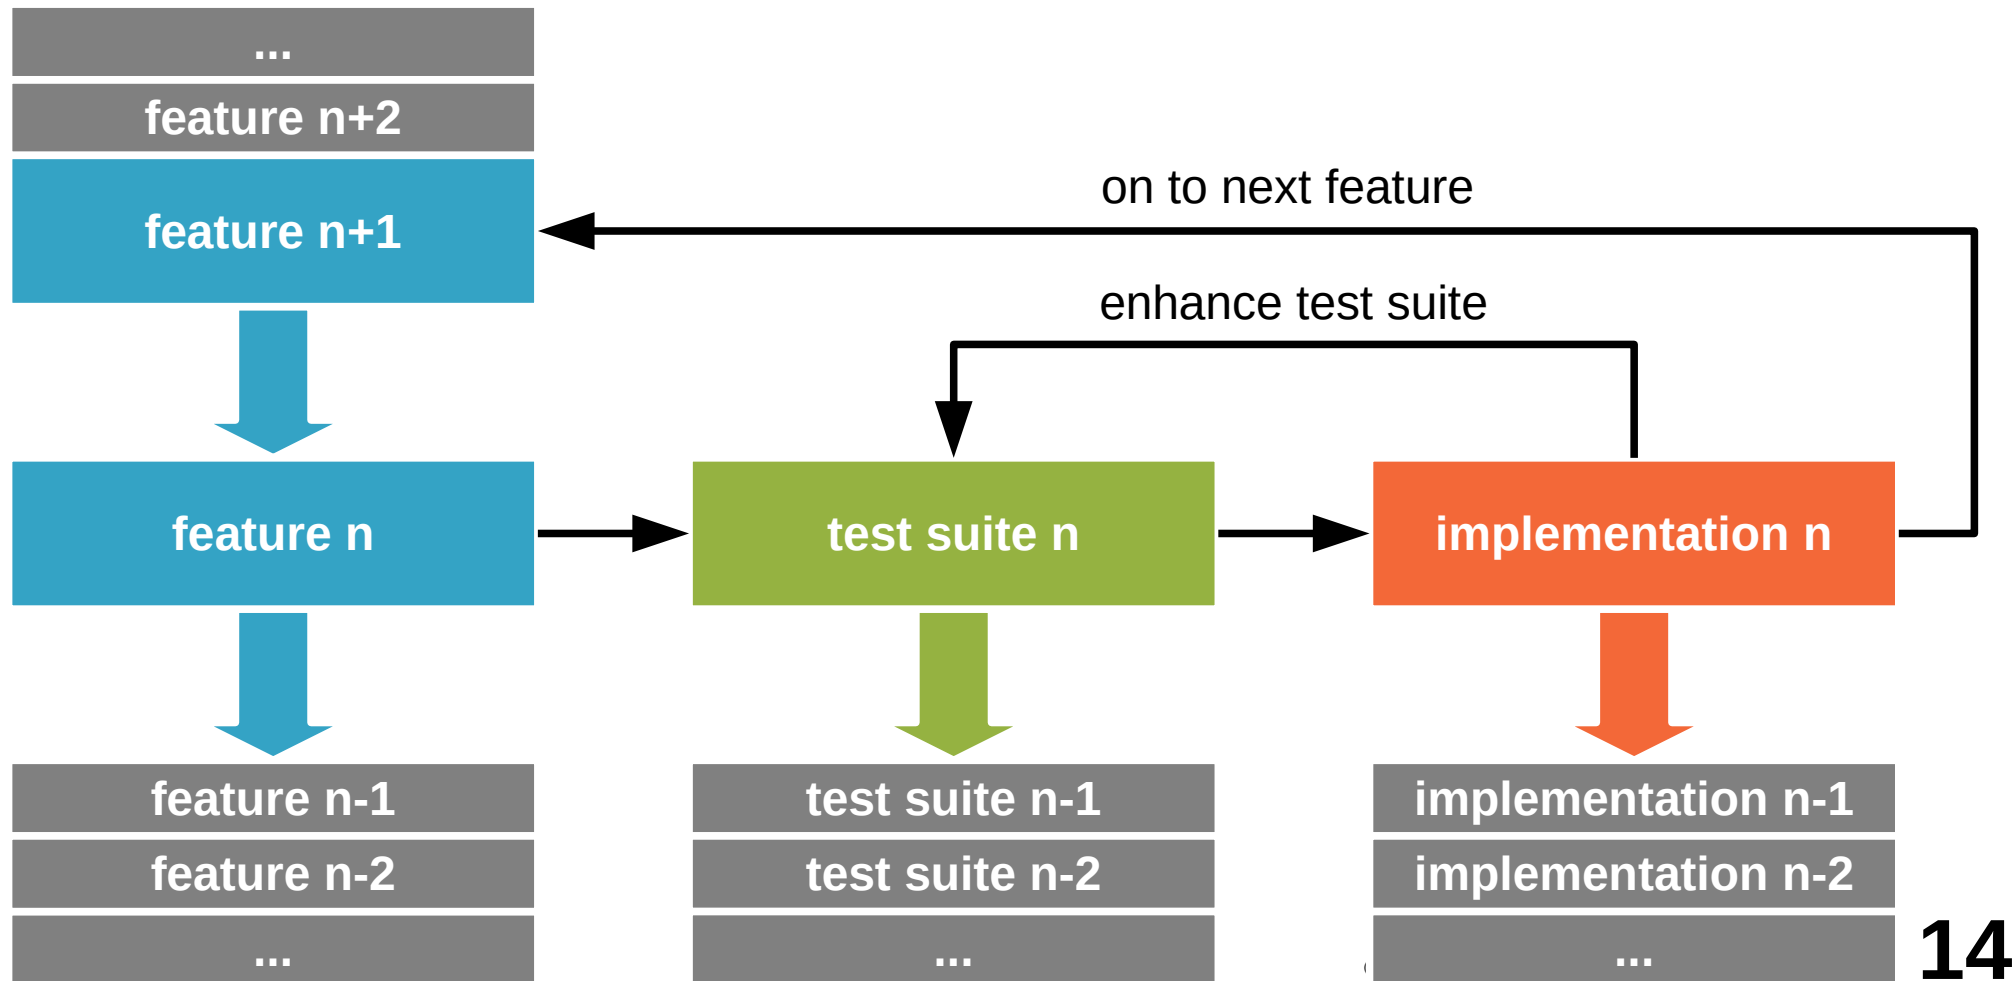 ...
feature n+2
feature n+1
on to next feature
enhance test suite
feature n
test suite n
implementation n
feature n-1
test suite n-1
implementation n-1
feature n-2
test suite n-2
implementation n-2
...
...
...
14